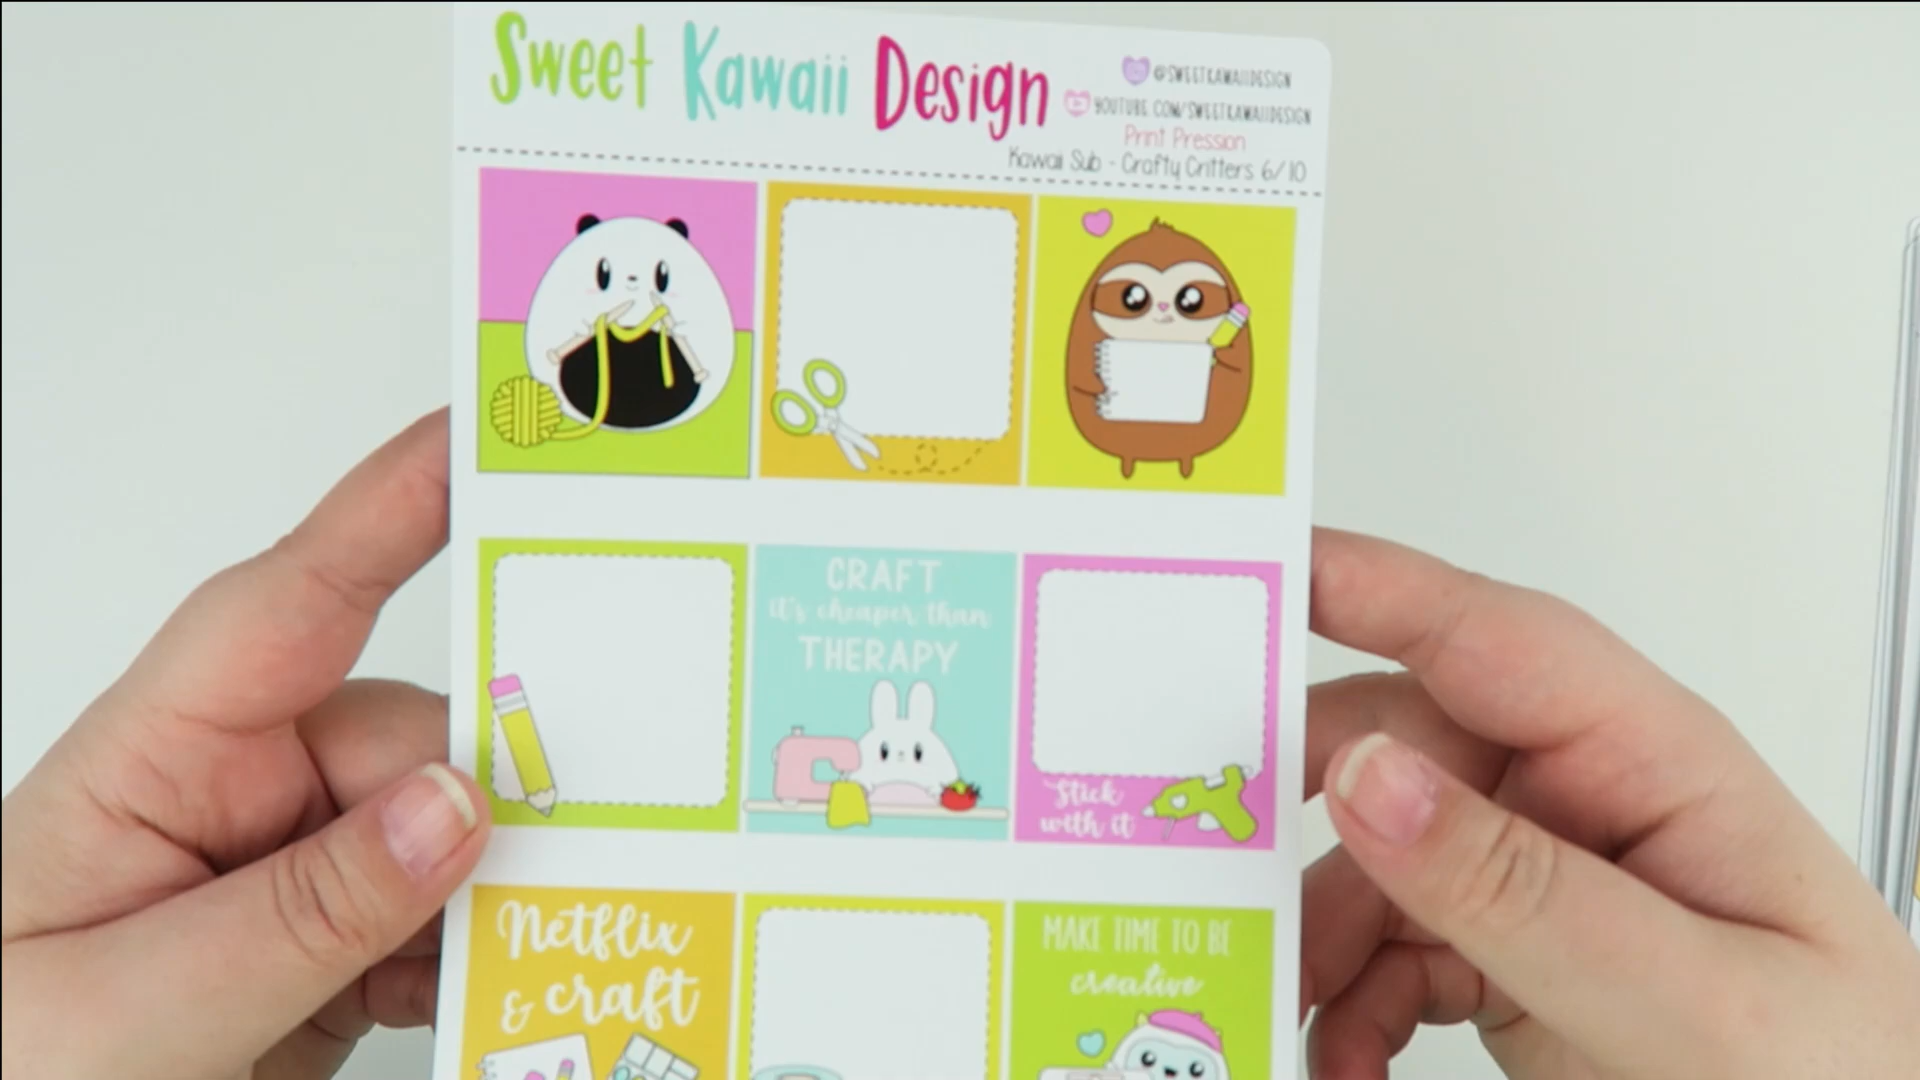 Sweet Kawaii Design
@SWEETKAWAIIDESIGN
YOUTUBE.COM/SWEETKAWAIIDESIGN
Print Pression
Kawaii Sub - Crafty Critters 6/10
CRAFT
it's cheaper than
THERAPY
Stick
with it
Netflix
& craft
MAKE TIME TO BE
creative